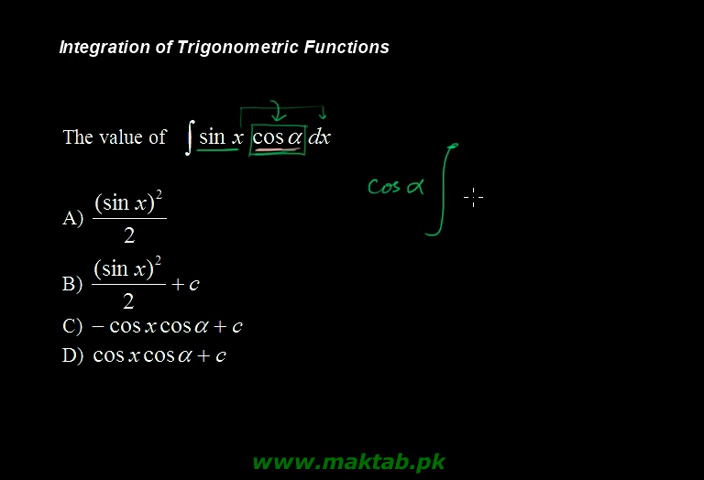 Integration of Trigonometric Functions
The value of ∫ sin x cos α dx
cos α ∫
A) (sin x)² / 2
B) (sin x)² / 2 + c
C) − cos x cos α + c
D) cos x cos α + c
www.maktab.pk